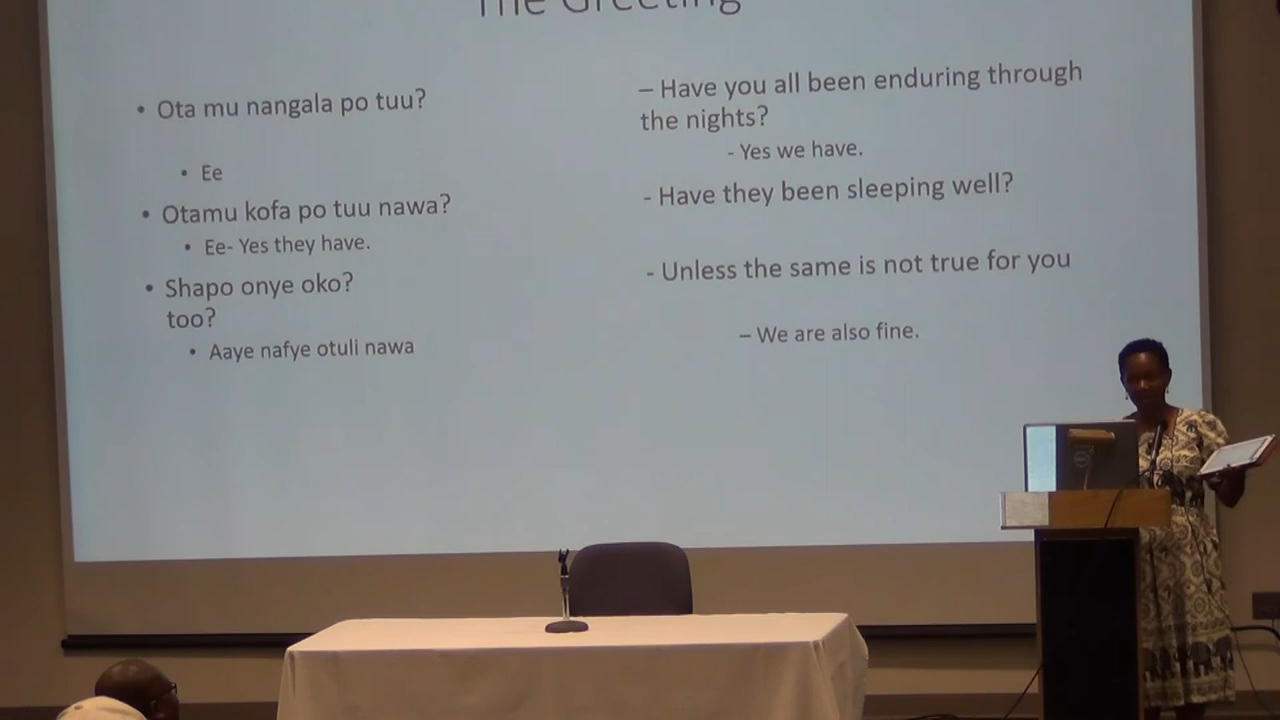 The Greeting
• Ota mu nangala po tuu?
– Have you all been enduring through
the nights?
• Ee
- Yes we have.
• Otamu kofa po tuu nawa?
- Have they been sleeping well?
• Ee- Yes they have.
• Shapo onye oko?
too?
- Unless the same is not true for you
• Aaye nafye otuli nawa
– We are also fine.